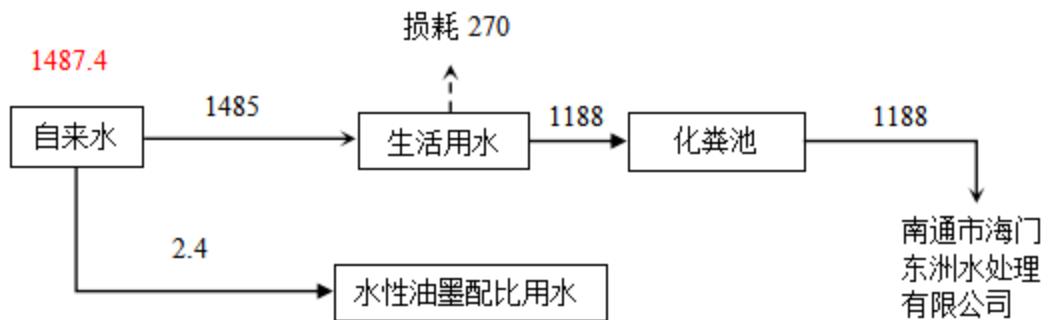 损耗 270
1487.4
1485
1188
1188
自来水
生活用水
化粪池
南通市海门
东洲水处理
有限公司
2.4
水性油墨配比用水